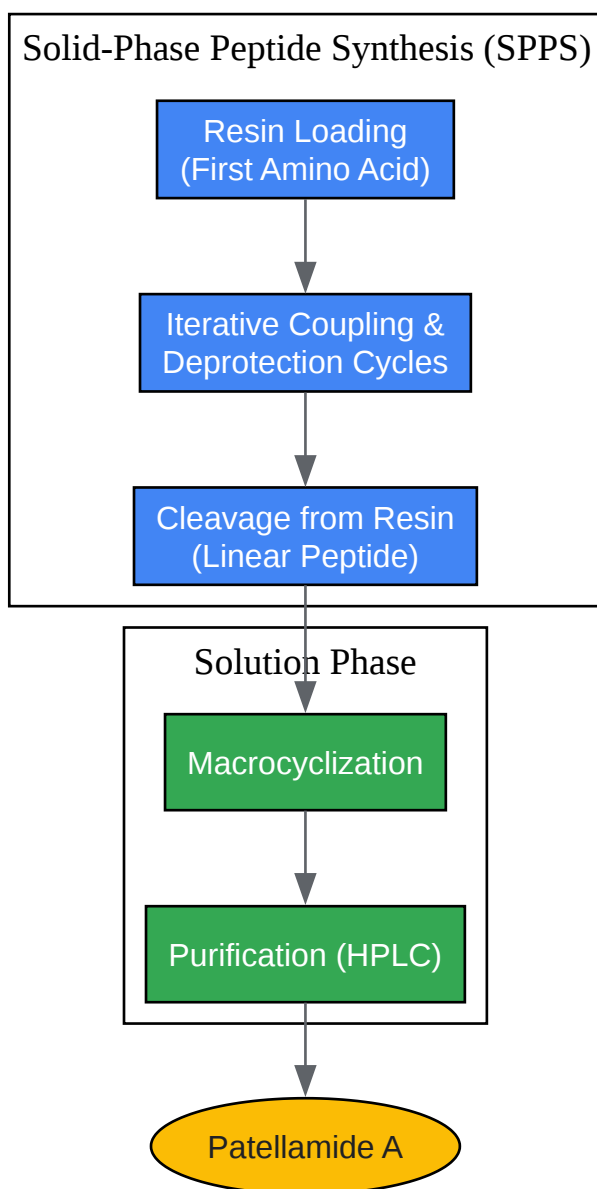 Solid-Phase Peptide Synthesis (SPPS)
Resin Loading
(First Amino Acid)
Iterative Coupling &
Deprotection Cycles
Cleavage from Resin
(Linear Peptide)
Solution Phase
Macrocyclization
Purification (HPLC)
Patellamide A